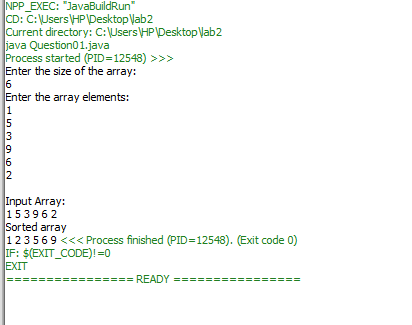 NPP_EXEC: "JavaBuildRun"
CD: C:\Users\HP\Desktop\lab2
Current directory: C:\Users\HP\Desktop\lab2
java Question01.java
Process started (PID=12548) >>>
Enter the size of the array:
6
Enter the array elements:
1
5
3
9
6
2

Input Array:
1 5 3 9 6 2
Sorted array
1 2 3 5 6 9 <<< Process finished (PID=12548). (Exit code 0)
IF: $(EXIT_CODE)!=0
EXIT
================ READY ================